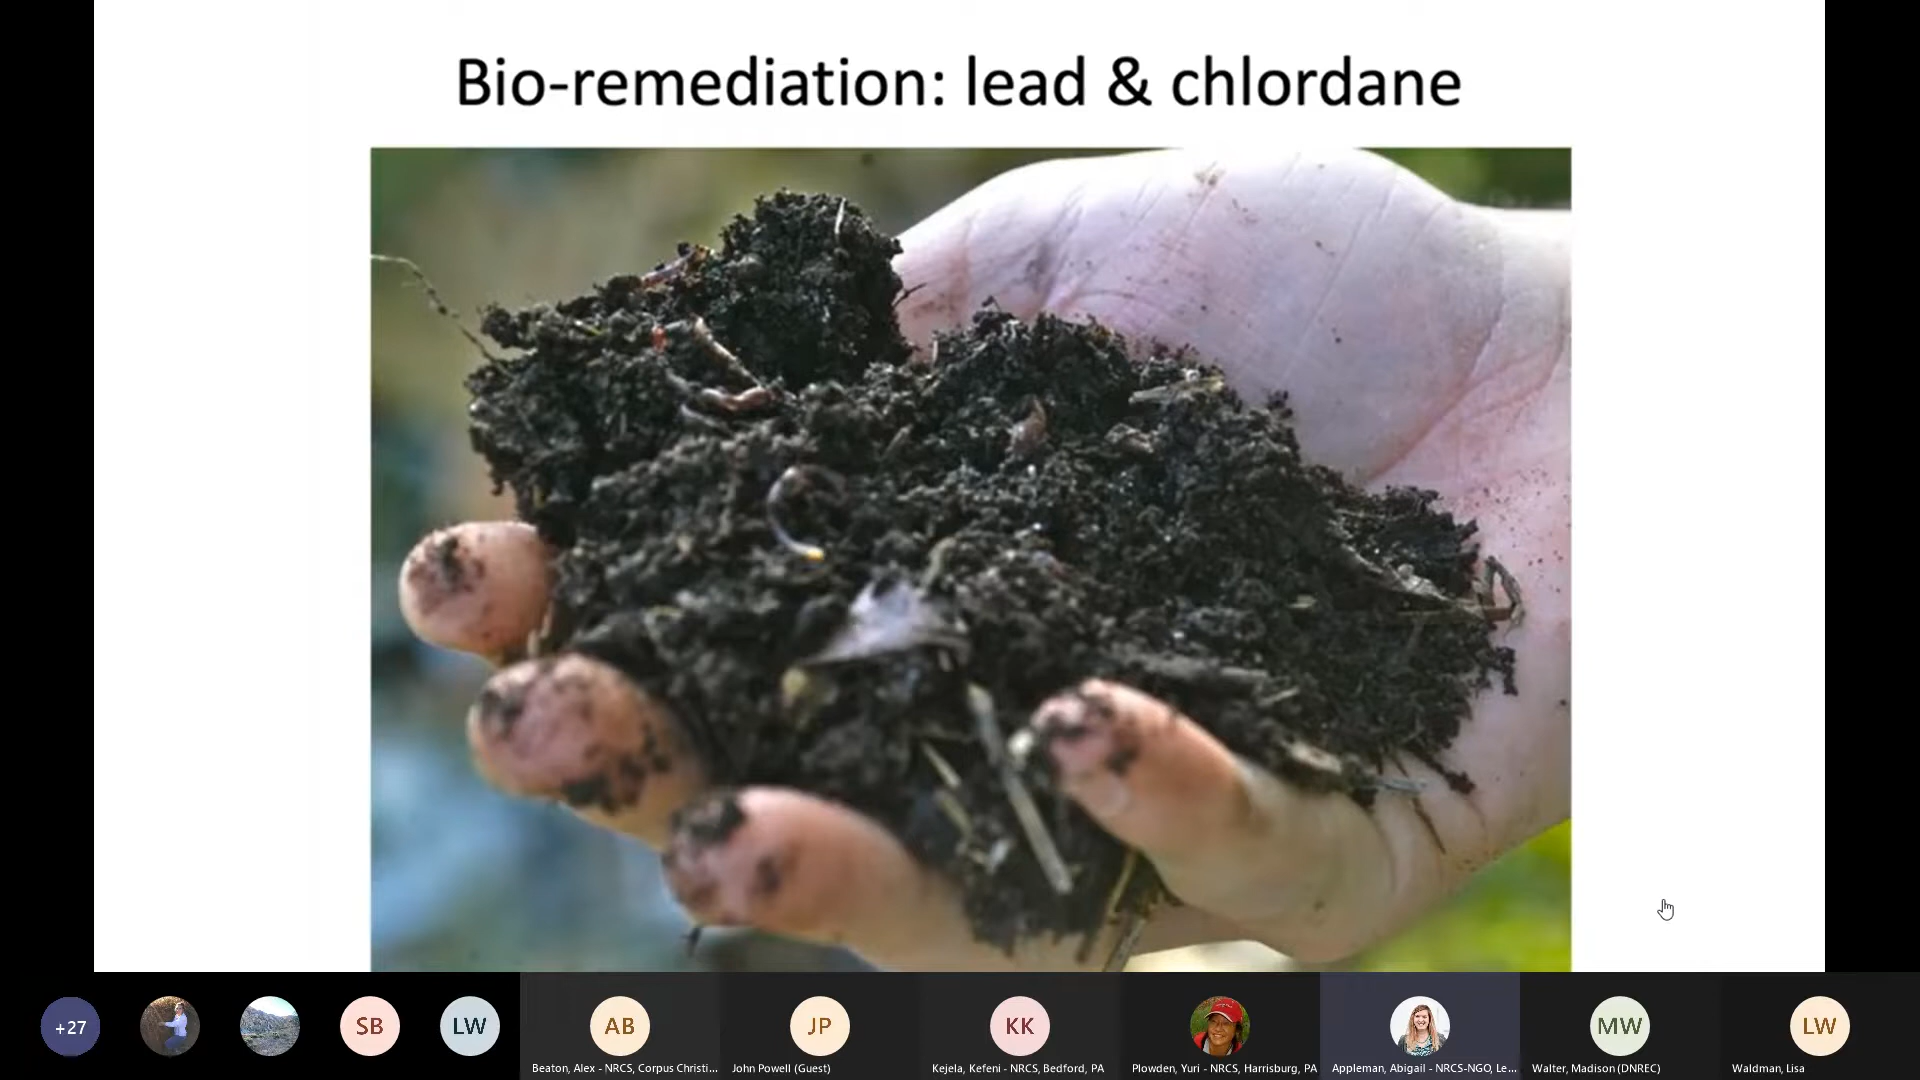 Bio-remediation: lead & chlordane
+27
SB
LW
AB
JP
KK
MW
LW
Beaton, Alex - NRCS, Corpus Christi...
John Powell (Guest)
Kejela, Kefeni - NRCS, Bedford, PA
Plowden, Yuri - NRCS, Harrisburg, PA
Appleman, Abigail - NRCS-NGO, Le...
Walter, Madison (DNREC)
Waldman, Lisa